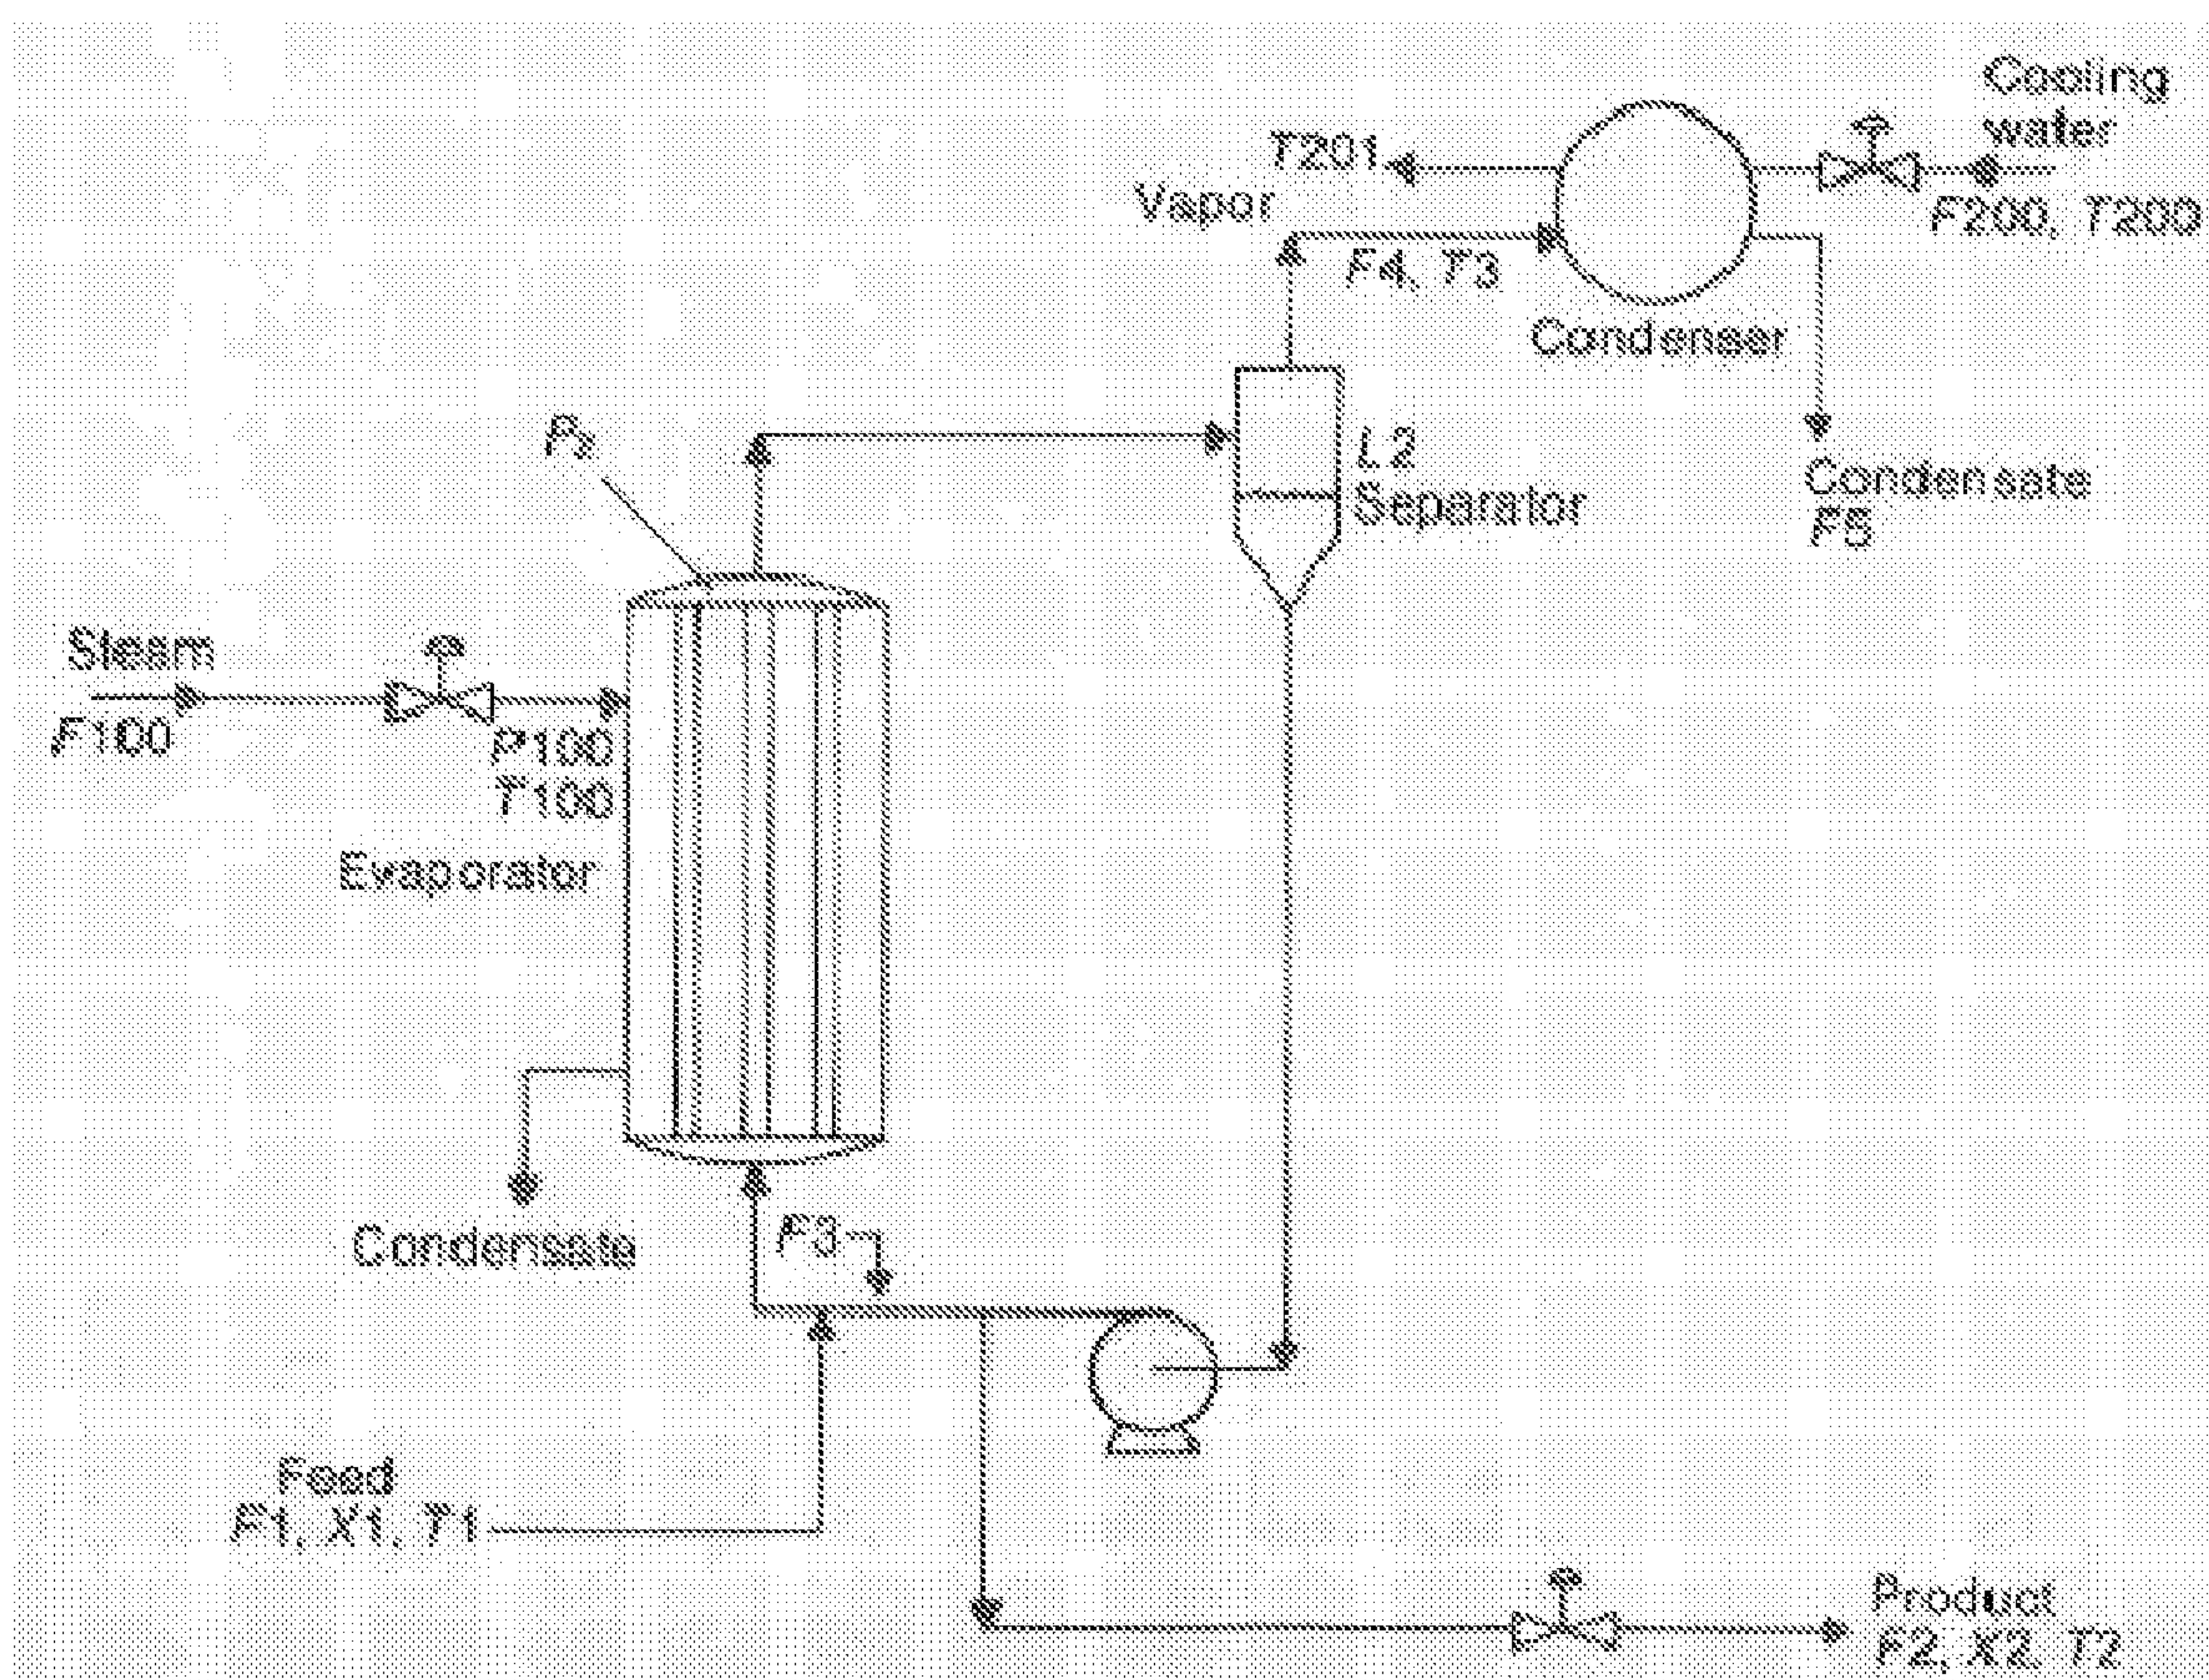 Cooling
water
T201
Vapor
F200, T200
F4, T3
Condenser
L2
Separator
Condensate
F5
Steam
F100
P100
T100
Evaporator
Condensate
F3
Feed
F1, X1, T1
Product
F2, X2, T2